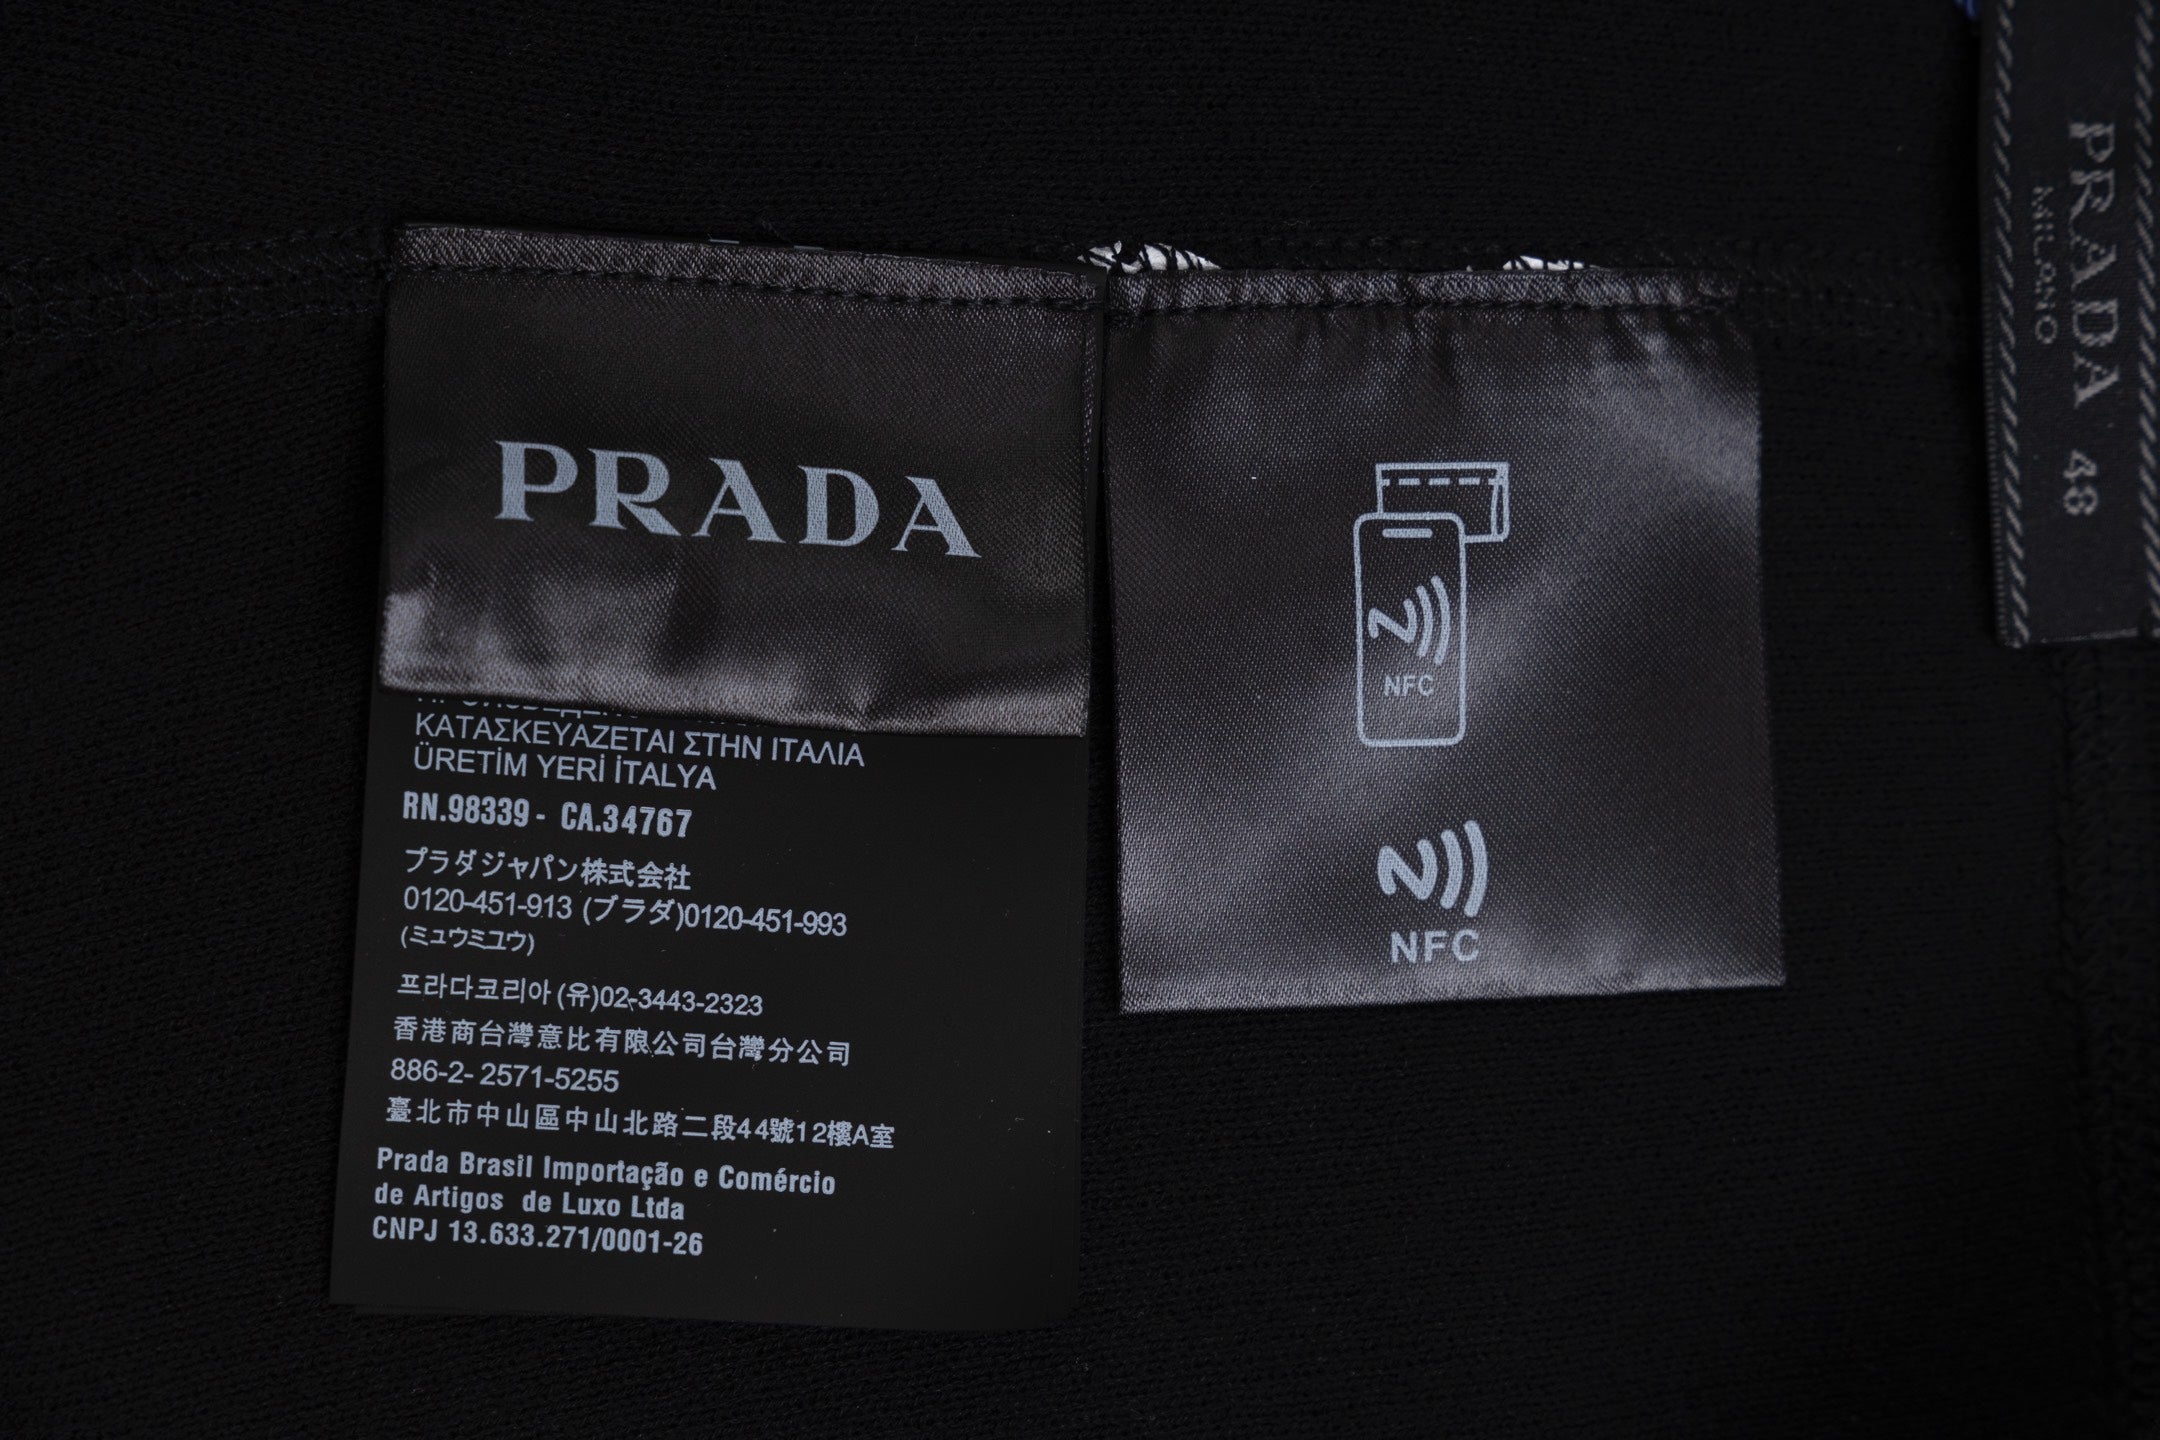 PRADA
ΚΑΤΑΣΚΕΥΑΖΕΤΑΙ ΣΤΗΝ ΙΤΑΛΙΑ
ÜRETİM YERİ İTALYA
RN.98339 - CA.34767
プラダジャパン株式会社
0120-451-913 (プラダ)0120-451-993
(ミュウミユウ)
프라다코리아(유)02-3443-2323
香港商台灣意比有限公司台灣分公司
886-2- 2571-5255
臺北市中山區中山北路二段44號12樓A室
Prada Brasil Importação e Comércio
de Artigos de Luxo Ltda
CNPJ 13.633.271/0001-26
NFC
NFC
PRADA 48
MILANO